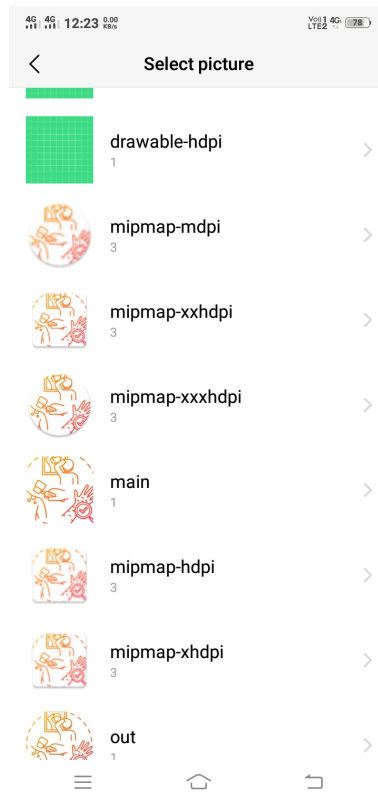 4G 4G 12:23 0.00 KB/s Vo) 1 4G LTE2 78
Select picture
drawable-hdpi
1
mipmap-mdpi
3
mipmap-xxhdpi
3
mipmap-xxxhdpi
3
main
1
mipmap-hdpi
3
mipmap-xhdpi
3
out
1